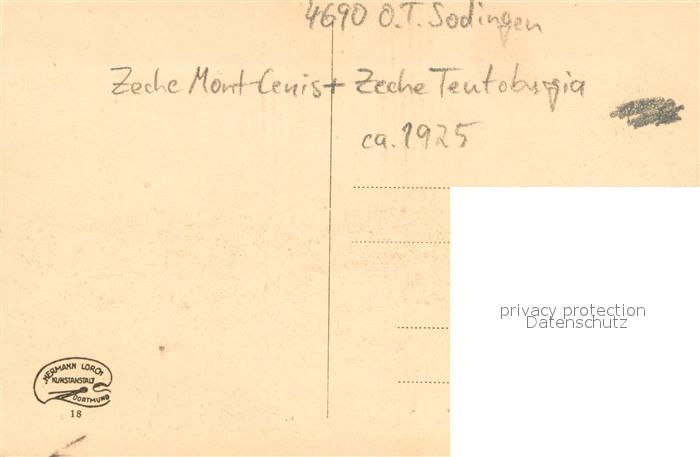 4690 O.T. Sodingen
Zeche Mont-Cenis + Zeche Teutoburgia
ca. 1925
privacy protection
Datenschutz
HERMANN LORCH
KUNSTANSTALT
DORTMUND
18